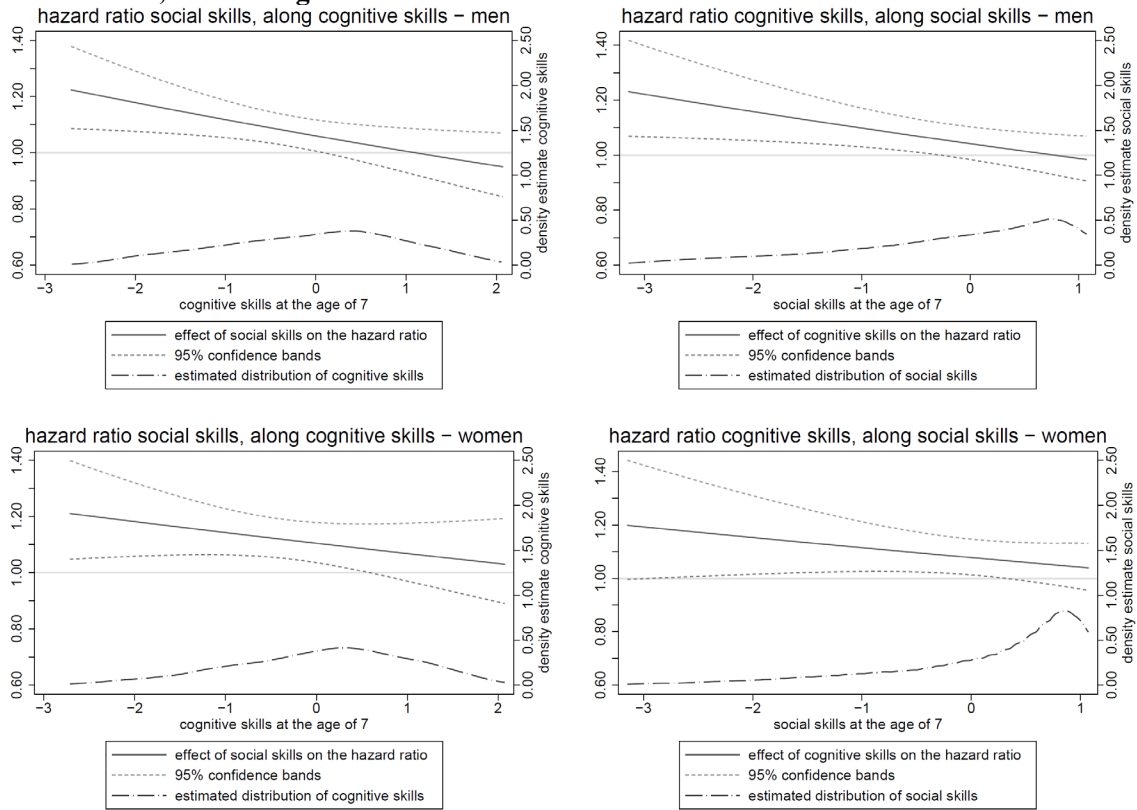 hazard ratio social skills, along cognitive skills – men
1.40
1.20
1.00
0.80
0.60
2.50
2.00
1.50
1.00
0.50
0.00
density estimate cognitive skills
−3 −2 −1 0 1 2
cognitive skills at the age of 7
effect of social skills on the hazard ratio
95% confidence bands
estimated distribution of cognitive skills
hazard ratio cognitive skills, along social skills – men
1.40
1.20
1.00
0.80
0.60
2.50
2.00
1.50
1.00
0.50
0.00
density estimate social skills
−3 −2 −1 0 1
social skills at the age of 7
effect of cognitive skills on the hazard ratio
95% confidence bands
estimated distribution of social skills
hazard ratio social skills, along cognitive skills – women
1.40
1.20
1.00
0.80
0.60
2.50
2.00
1.50
1.00
0.50
0.00
density estimate cognitive skills
−3 −2 −1 0 1 2
cognitive skills at the age of 7
effect of social skills on the hazard ratio
95% confidence bands
estimated distribution of cognitive skills
hazard ratio cognitive skills, along social skills – women
1.40
1.20
1.00
0.80
0.60
2.50
2.00
1.50
1.00
0.50
0.00
density estimate social skills
−3 −2 −1 0 1
social skills at the age of 7
effect of cognitive skills on the hazard ratio
95% confidence bands
estimated distribution of social skills